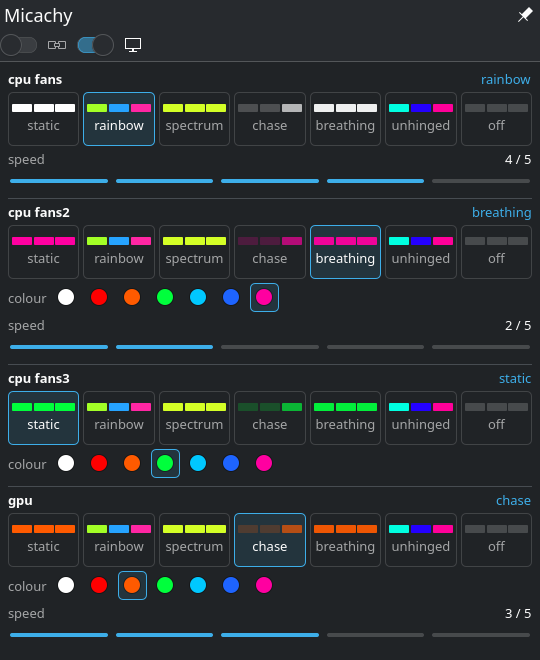 Micachy
cpu fans rainbow
static rainbow spectrum chase breathing unhinged off
speed 4 / 5
cpu fans2 breathing
static rainbow spectrum chase breathing unhinged off
colour
speed 2 / 5
cpu fans3 static
static rainbow spectrum chase breathing unhinged off
colour
gpu chase
static rainbow spectrum chase breathing unhinged off
colour
speed 3 / 5